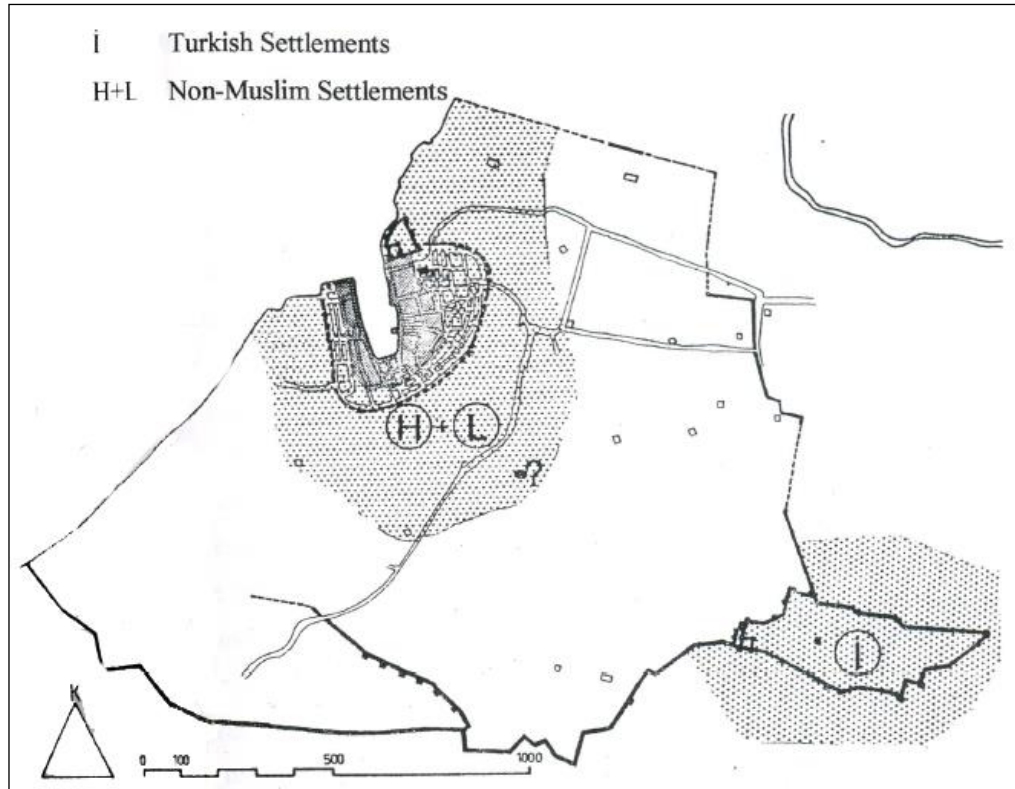 İ Turkish Settlements
H+L Non-Muslim Settlements
H + L
İ
K
0 100 500 1000